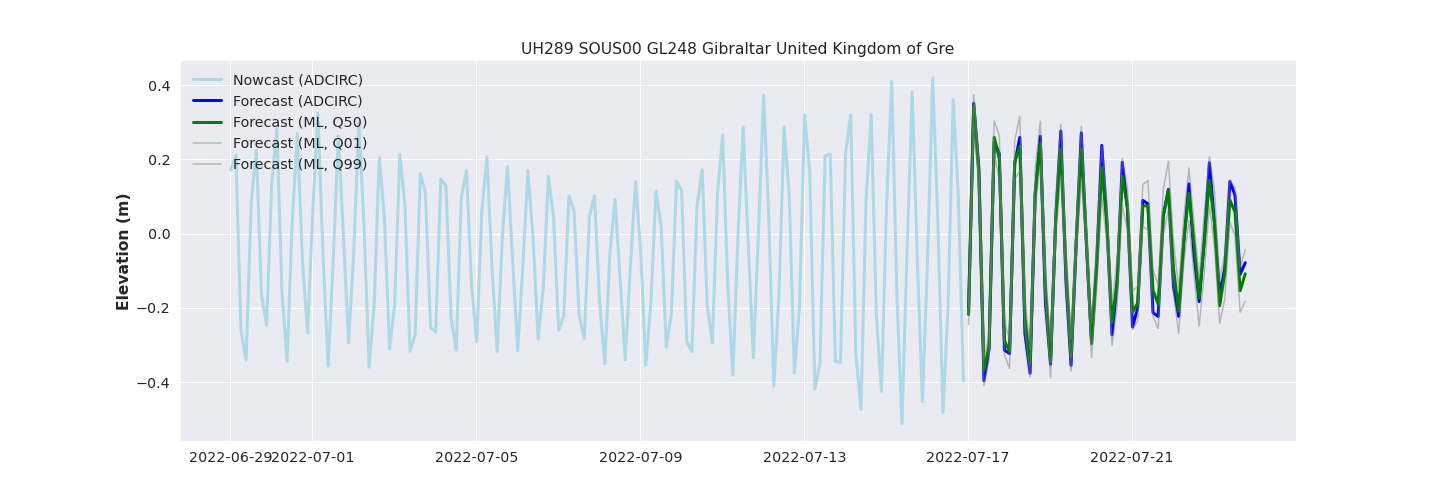 UH289 SOUS00 GL248 Gibraltar United Kingdom of Gre
Nowcast (ADCIRC)
Forecast (ADCIRC)
Forecast (ML, Q50)
Forecast (ML, Q01)
Forecast (ML, Q99)
Elevation (m)
0.4
0.2
0.0
−0.2
−0.4
2022-06-29
2022-07-01
2022-07-05
2022-07-09
2022-07-13
2022-07-17
2022-07-21